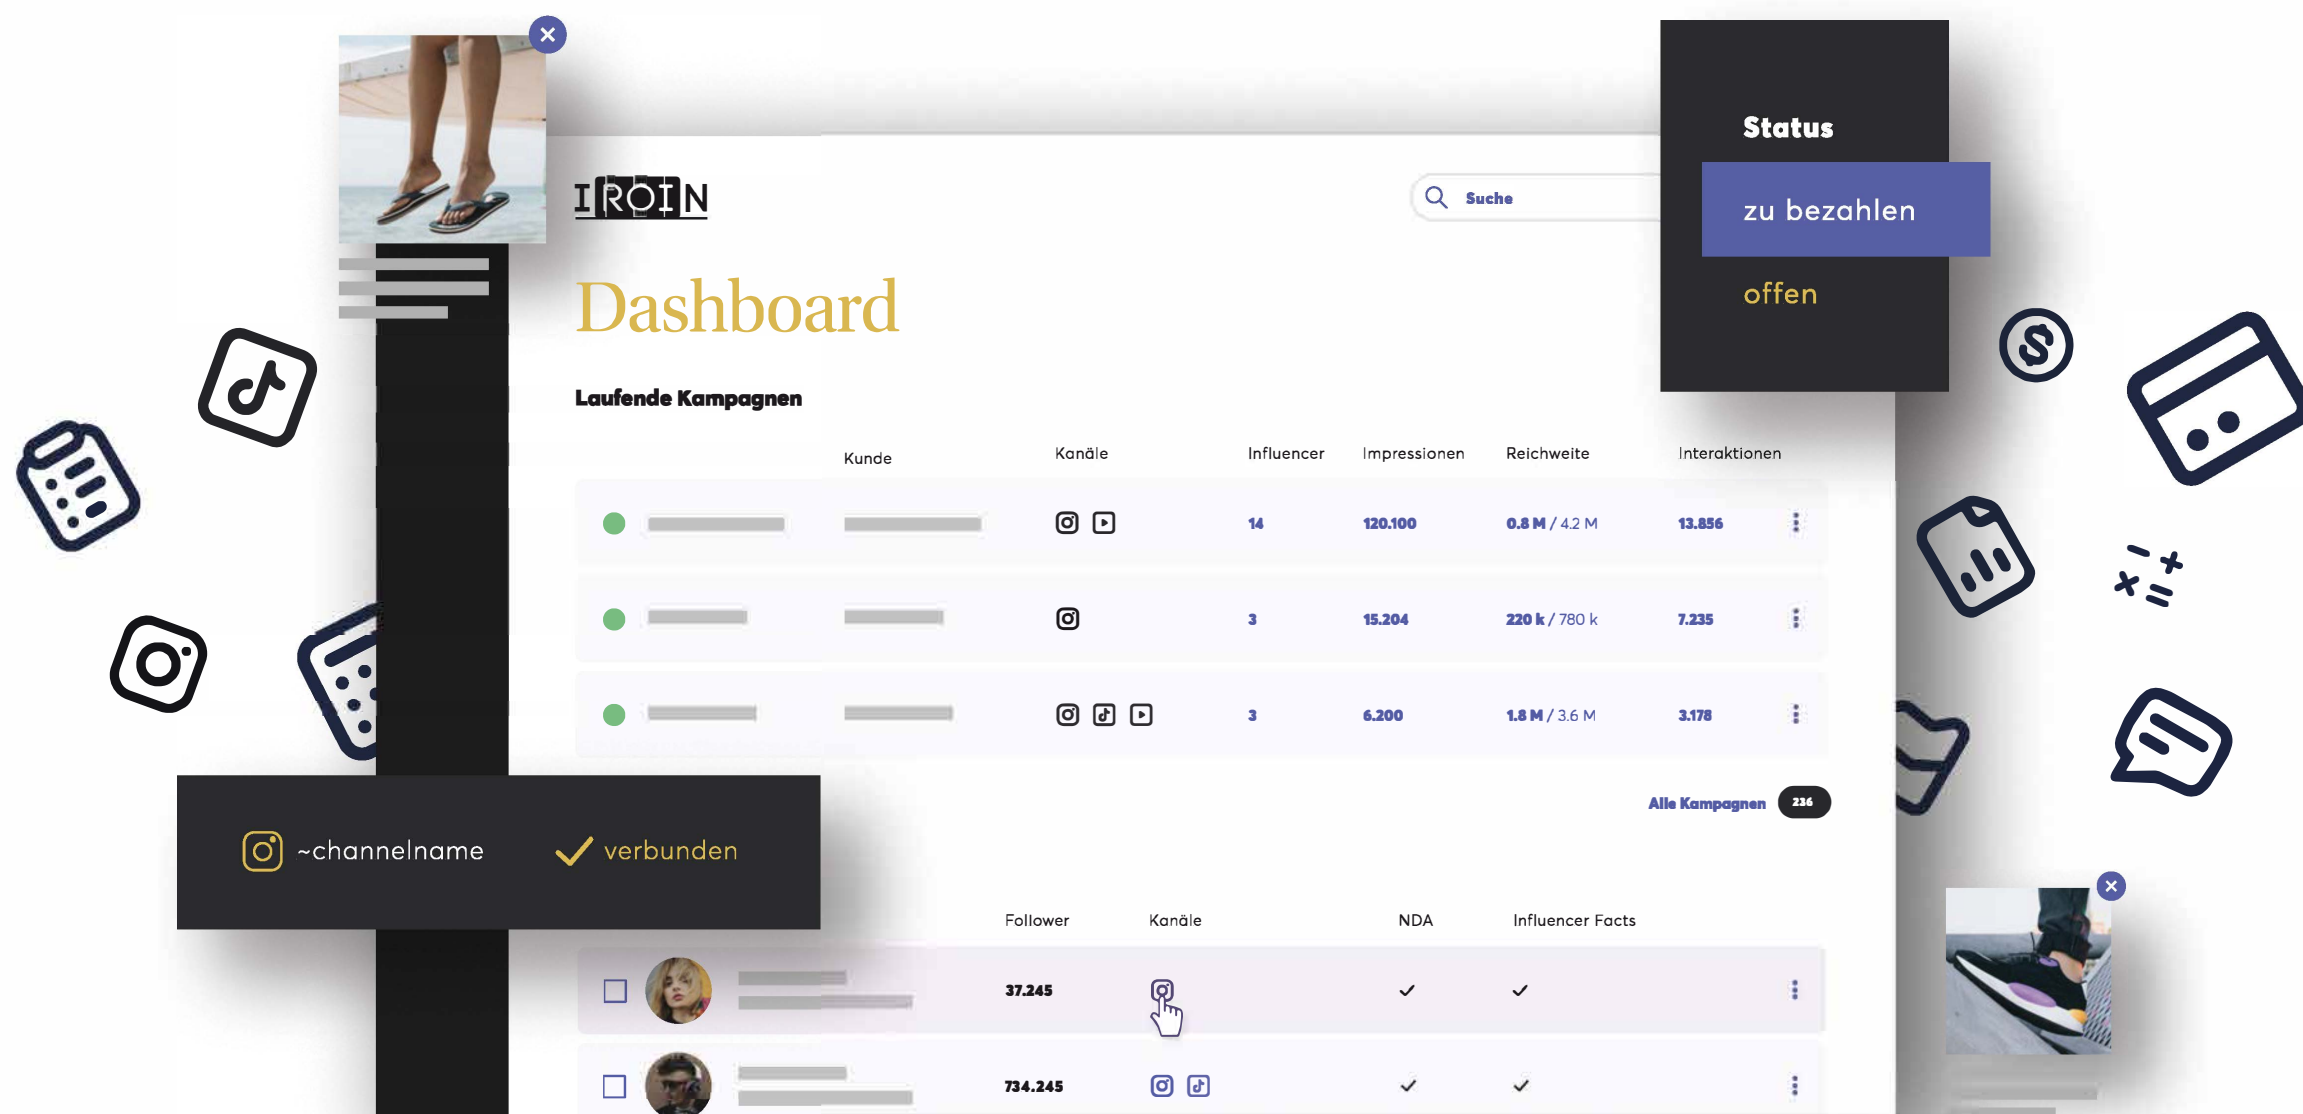 IROIN
Suche
Status
zu bezahlen
offen
Dashboard
Laufende Kampagnen
Kunde Kanäle Influencer Impressionen Reichweite Interaktionen
14 120.100 0.8 M / 4.2 M 13.856
3 15.204 220 k / 780 k 7.235
3 6.200 1.8 M / 3.6 M 3.178
Alle Kampagnen 236
~channelname verbunden
Follower Kanäle NDA Influencer Facts
37.245
734.245